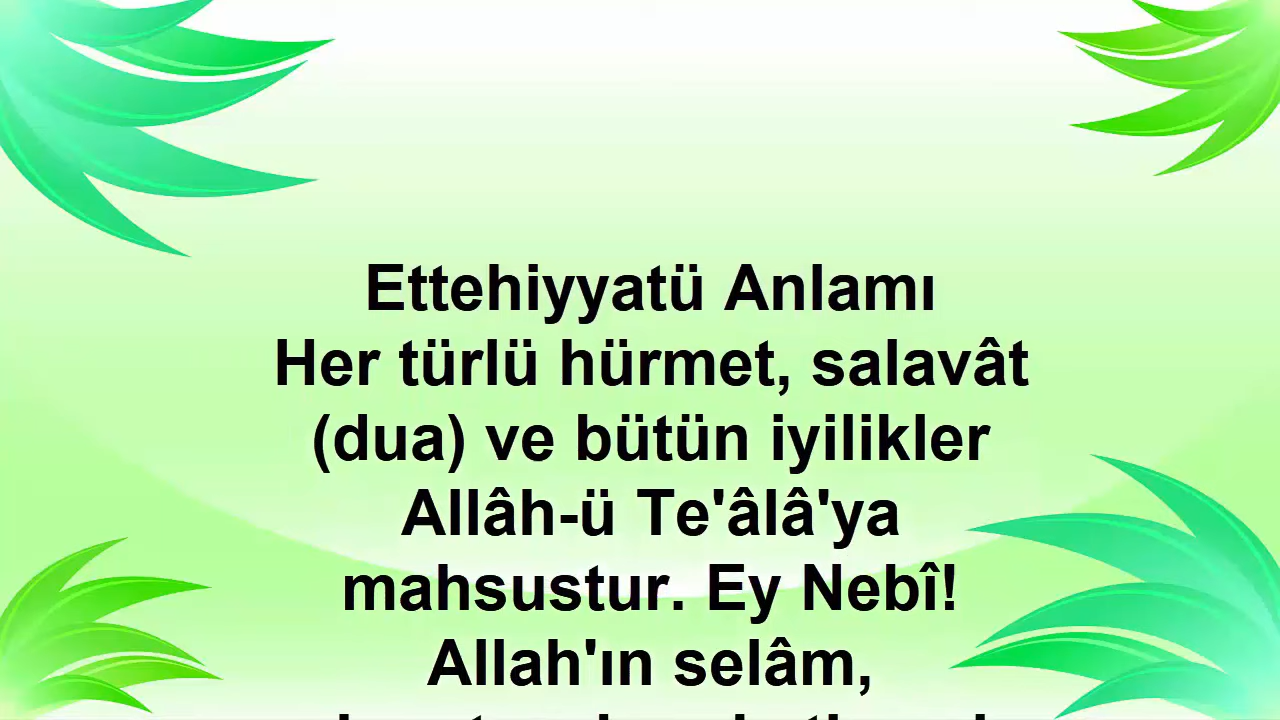 Ettehiyyatü Anlamı
Her türlü hürmet, salavât
(dua) ve bütün iyilikler
Allâh-ü Te'âlâ'ya
mahsustur. Ey Nebî!
Allah'ın selâm,